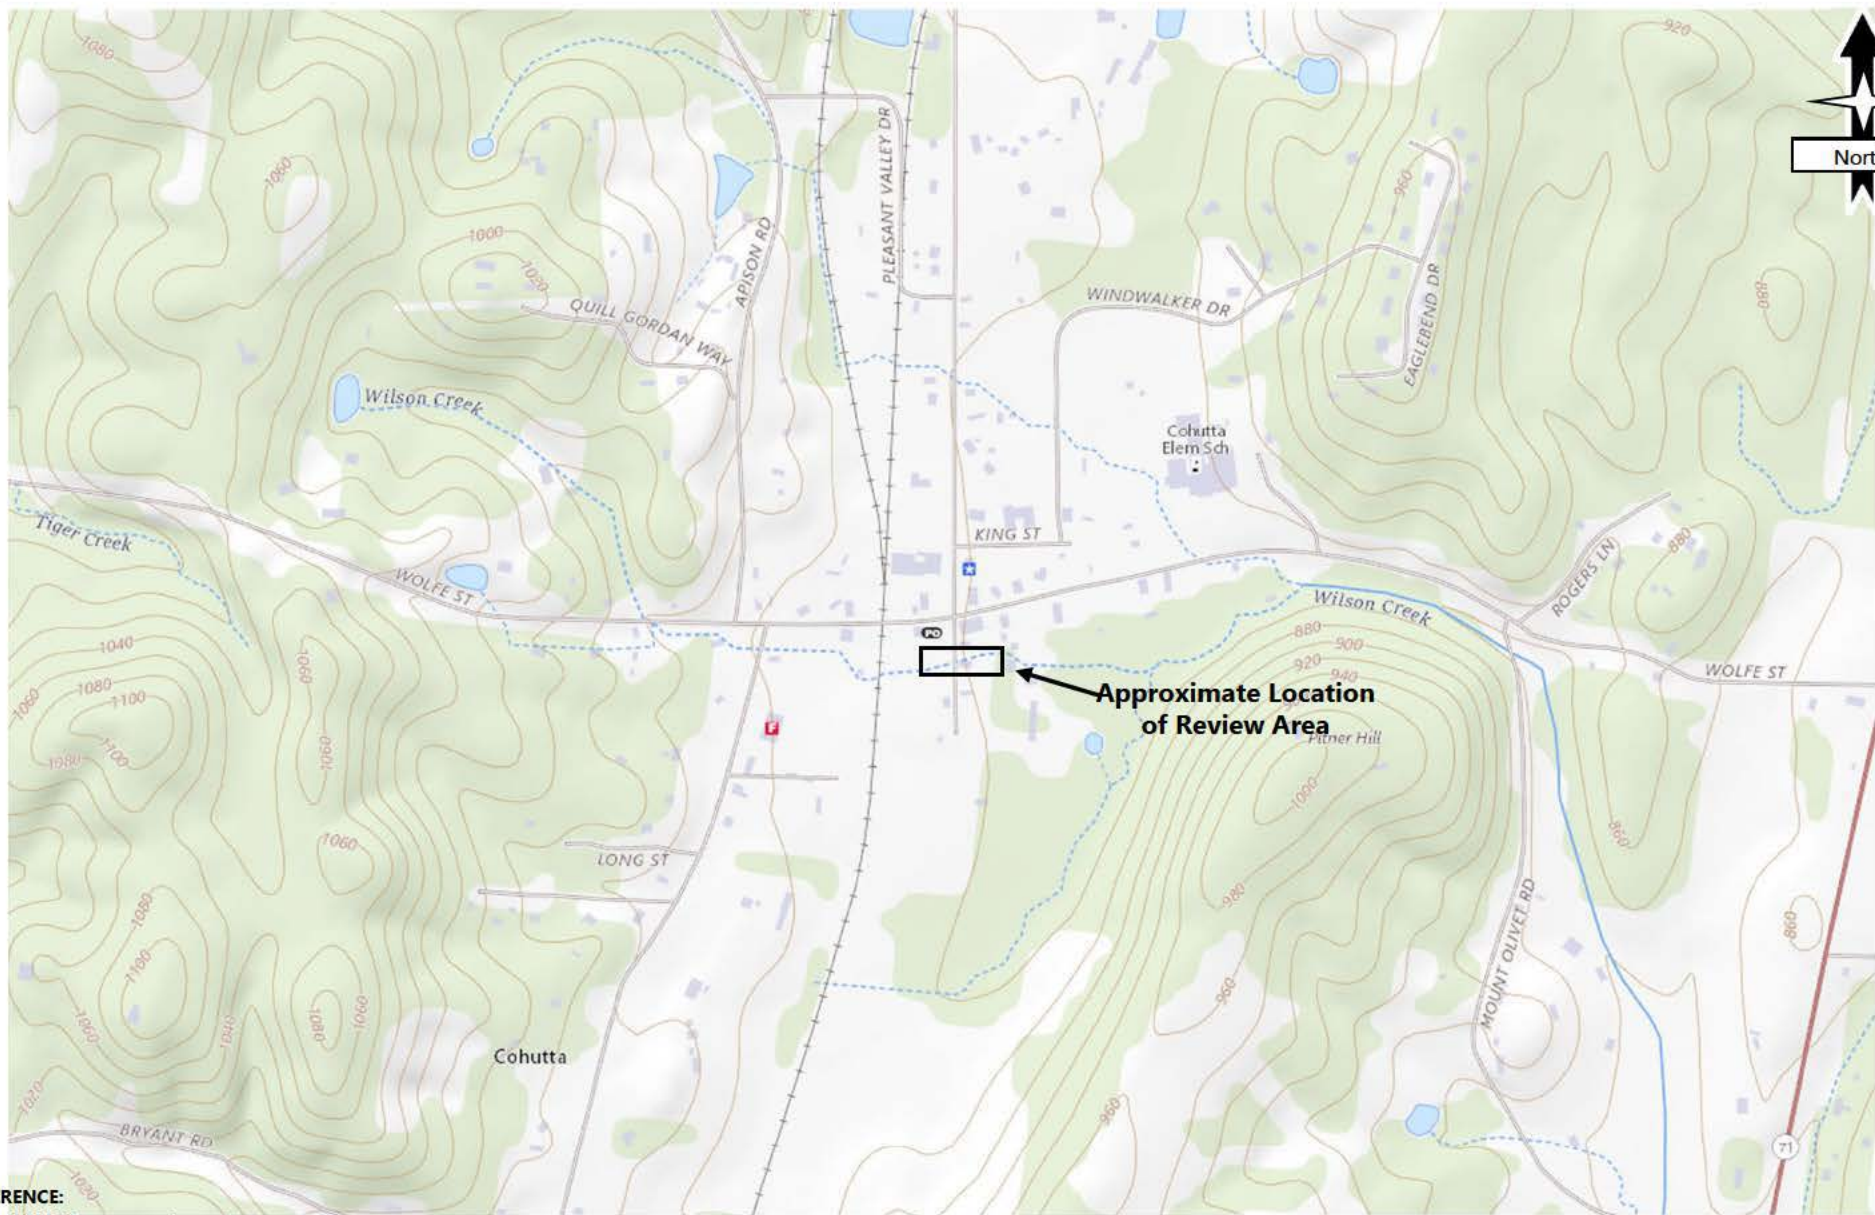 1080
920
Nort
1060
PLEASANT VALLEY DR
960
1000
1020
APISON RD
880
QUILL GORDAN WAY
WINDWALKER DR
EAGLEBEND DR
Wilson Creek
Cohutta
Elem Sch
Tiger Creek
KING ST
880
WOLFE ST
ROGERS LN
PO
Wilson Creek
880
900
920
940
WOLFE ST
1040
1060
1080
1100
1060
1100
1080
1060
Approximate Location
of Review Area
F
Pitner Hill
1000
860
1060
LONG ST
980
1080
1100
MOUNT OLIVET RD
860
960
1060
1040
1080
1060
Cohutta
960
1020
BRYANT RD
71
1020
RENCE: